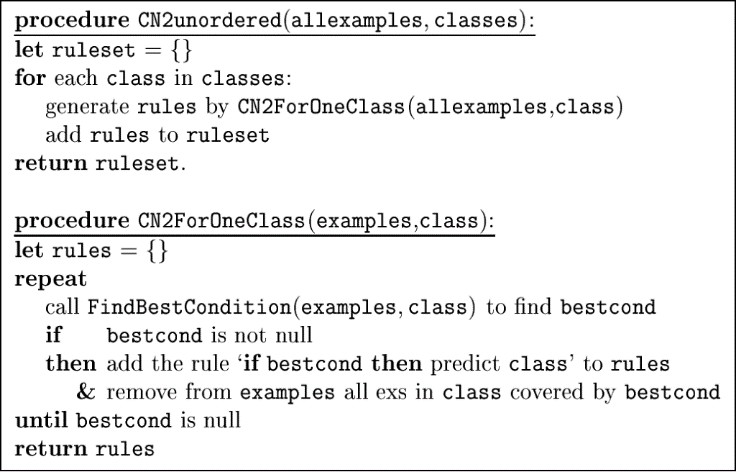 procedure CN2unordered(allexamples, classes):
let ruleset = {}
for each class in classes:
generate rules by CN2ForOneClass(allexamples,class)
add rules to ruleset
return ruleset.
procedure CN2ForOneClass(examples,class):
let rules = {}
repeat
call FindBestCondition(examples, class) to find bestcond
if bestcond is not null
then add the rule ‘if bestcond then predict class’ to rules
& remove from examples all exs in class covered by bestcond
until bestcond is null
return rules